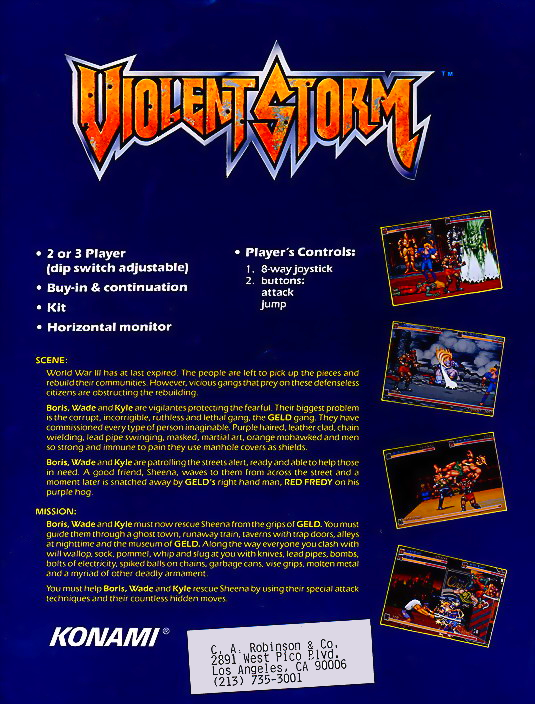 VIOLENT STORM ™
• 2 or 3 Player
(dip switch adjustable)
• Buy-in & continuation
• Kit
• Horizontal monitor
• Player's Controls:
1. 8-way joystick
2. buttons:
attack
jump
SCENE:
World War III has at last expired. The people are left to pick up the pieces and
rebuild their communities. However, vicious gangs that prey on these defenseless
citizens are obstructing the rebuilding.
Boris, Wade and Kyle are vigilantes protecting the fearful. Their biggest problem
is the corrupt, incorrigible, ruthless and lethal gang, the GELD gang. They have
commissioned every type of person imaginable. Purple haired, leather clad, chain
wielding, lead pipe swinging, masked, martial art, orange mohawked and men
so strong and immune to pain they use manhole covers as shields.
Boris, Wade and Kyle are patrolling the streets alert, ready and able to help those
in need. A good friend, Sheena, waves to them from across the street and a
moment later is snatched away by GELD's right hand man, RED FREDY on his
purple hog.
MISSION:
Boris, Wade and Kyle must now rescue Sheena from the grips of GELD. You must
guide them through a ghost town, runaway train, taverns with trap doors, alleys
at nighttime and the museum of GELD. Along the way everyone you clash with
will wallop, sock, pommel, whip and slug at you with knives, lead pipes, bombs,
bolts of electricity, spiked balls on chains, garbage cans, vise grips, molten metal
and a myriad of other deadly armament.
You must help Boris, Wade and Kyle rescue Sheena by using their special attack
techniques and their countless hidden moves.
KONAMI®
C. A. Robinson & Co.
2891 West Pico Blvd.
Los Angeles, CA 90006
(213) 735-3001